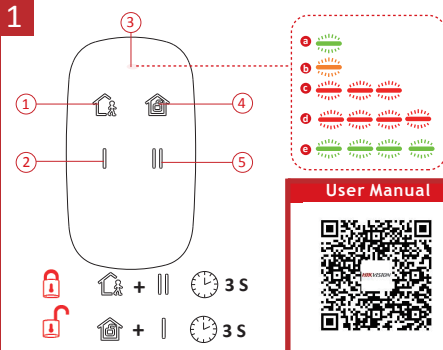 1
3
a
b
1
4
c
2
5
d
e
User Manual
HIKVISION
+ || 3 S
+ | 3 S